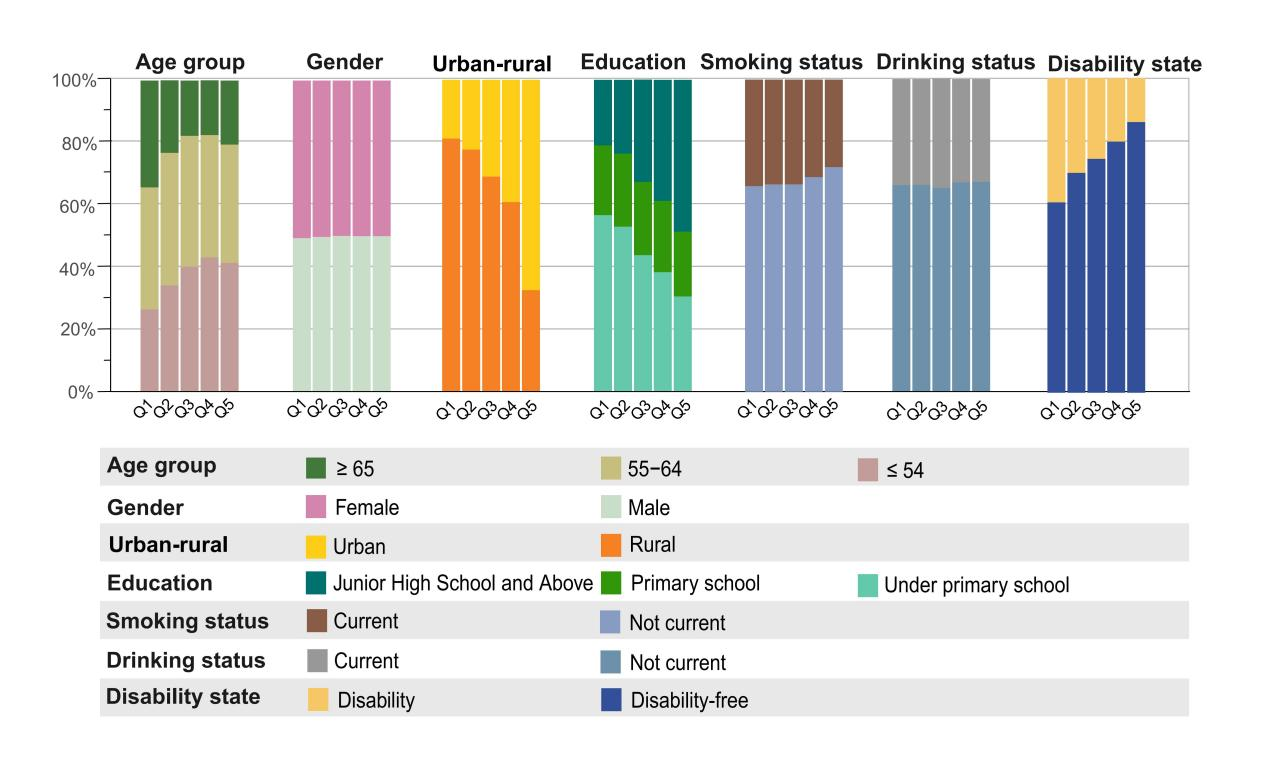 Age group Gender Urban-rural Education Smoking status Drinking status Disability state
100%
80%
60%
40%
20%
0%
Q1 Q2 Q3 Q4 Q5 Q1 Q2 Q3 Q4 Q5 Q1 Q2 Q3 Q4 Q5 Q1 Q2 Q3 Q4 Q5 Q1 Q2 Q3 Q4 Q5 Q1 Q2 Q3 Q4 Q5 Q1 Q2 Q3 Q4 Q5
Age group ≥ 65 55−64 ≤ 54
Gender Female Male
Urban-rural Urban Rural
Education Junior High School and Above Primary school Under primary school
Smoking status Current Not current
Drinking status Current Not current
Disability state Disability Disability-free